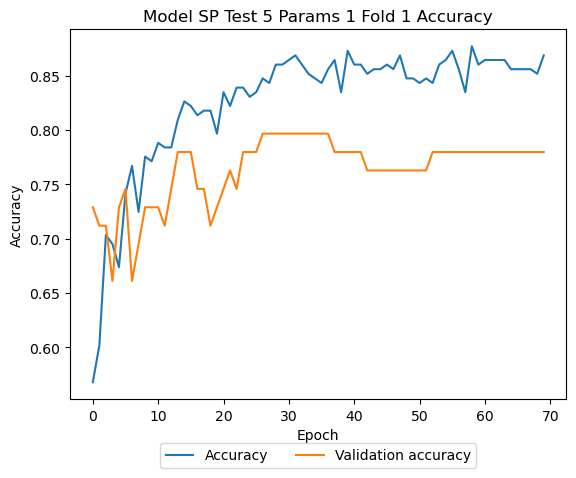 Model SP Test 5 Params 1 Fold 1 Accuracy
0.85
0.80
0.75
0.70
0.65
0.60
Accuracy
0 10 20 30 40 50 60 70
Epoch
Accuracy Validation accuracy